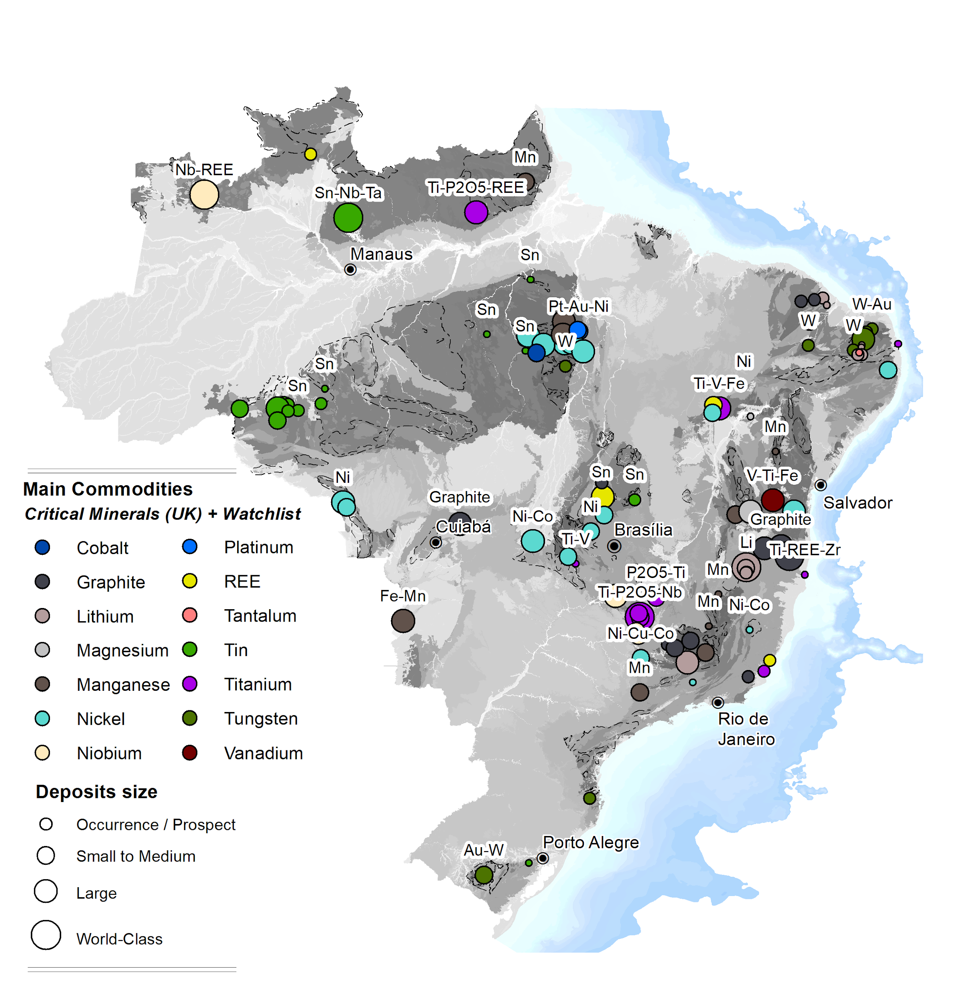 Mn
Nb-REE
Ti-P2O5-REE
Sn-Nb-Ta
Manaus
Sn
Sn
Pt-Au-Ni
W-Au
Sn
W
W
W
Sn
Ni
Sn
Ti-V-Fe
Mn
Ni
Sn
Sn
V-Ti-Fe
Graphite
Salvador
Ni
Ni-Co
Graphite
Cuiabá
Brasília
Ti-V
Li
Ti-REE-Zr
Mn
P2O5-Ti
Fe-Mn
Ti-P2O5-Nb
Mn
Ni-Co
Ni-Cu-Co
Mn
Rio de
Janeiro
Porto Alegre
Au-W
Main Commodities
Critical Minerals (UK) + Watchlist
Cobalt
Platinum
Graphite
REE
Lithium
Tantalum
Magnesium
Tin
Manganese
Titanium
Nickel
Tungsten
Niobium
Vanadium
Deposits size
Occurrence / Prospect
Small to Medium
Large
World-Class